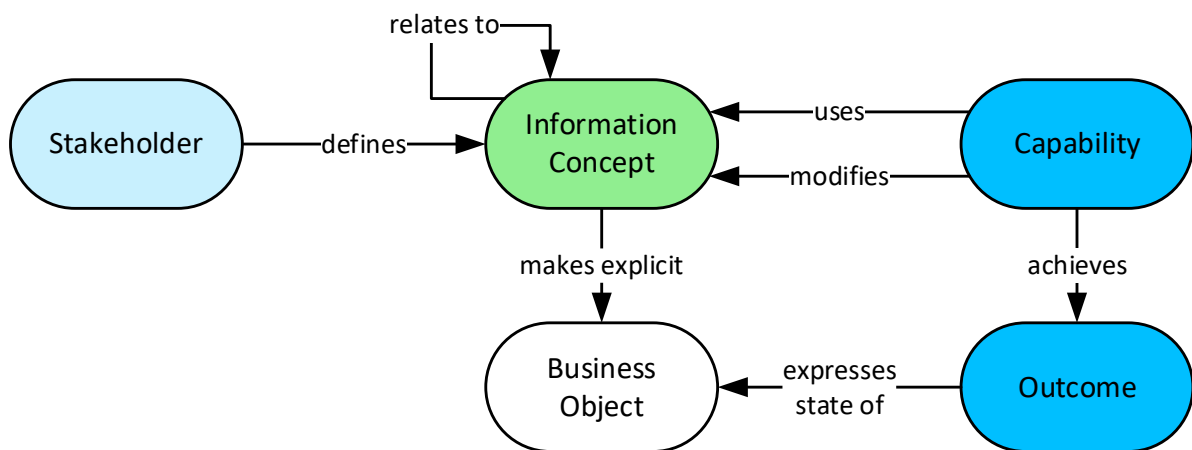 relates to
Stakeholder
defines
Information
Concept
uses
modifies
Capability
makes explicit
achieves
Business
Object
expresses
state of
Outcome